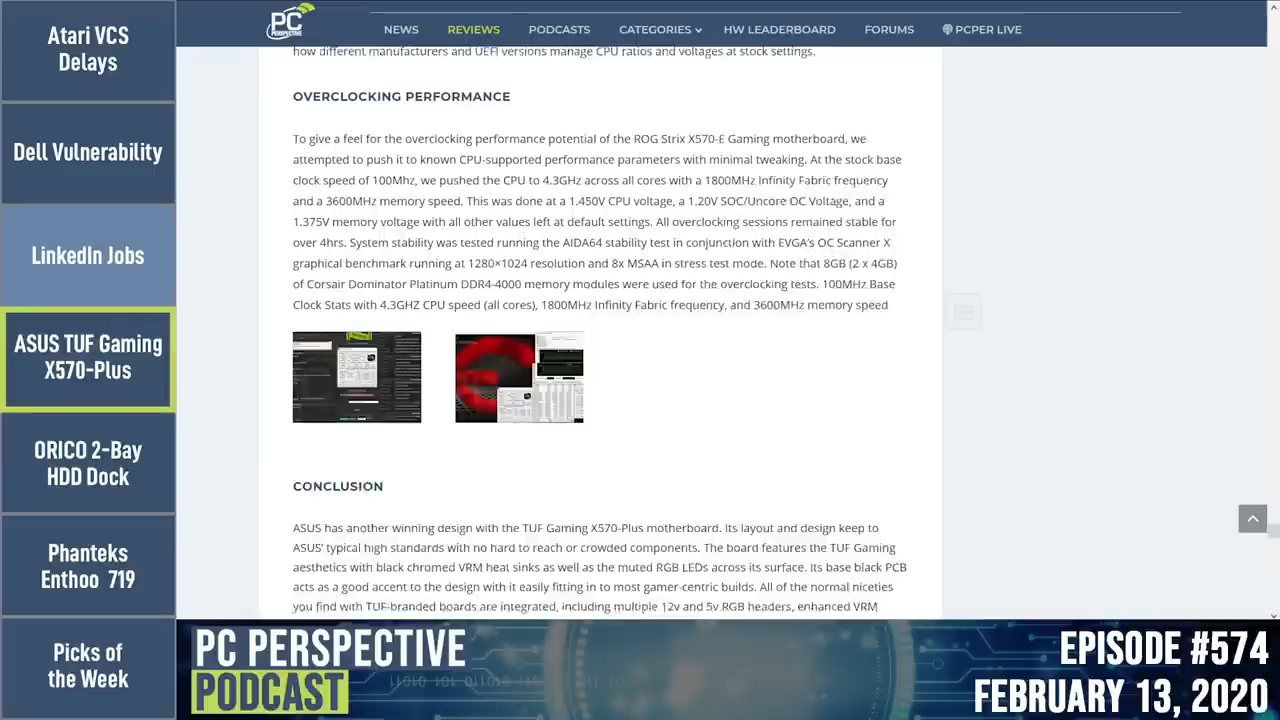 Atari VCS
Delays
Dell Vulnerability
LinkedIn Jobs
ASUS TUF Gaming
X570-Plus
ORICO 2-Bay
HDD Dock
Phanteks
Enthoo 719
Picks of
the Week
PC
PERSPECTIVE
NEWS REVIEWS PODCASTS CATEGORIES HW LEADERBOARD FORUMS PCPER LIVE
how different manufacturers and UEFI versions manage CPU ratios and voltages at stock settings.
OVERCLOCKING PERFORMANCE
To give a feel for the overclocking performance potential of the ROG Strix X570-E Gaming motherboard, we
attempted to push it to known CPU-supported performance parameters with minimal tweaking. At the stock base
clock speed of 100Mhz, we pushed the CPU to 4.3GHz across all cores with a 1800MHz Infinity Fabric frequency
and a 3600MHz memory speed. This was done at a 1.450V CPU voltage, a 1.20V SOC/Uncore OC Voltage, and a
1.375V memory voltage with all other values left at default settings. All overclocking sessions remained stable for
over 4hrs. System stability was tested running the AIDA64 stability test in conjunction with EVGA's OC Scanner X
graphical benchmark running at 1280×1024 resolution and 8x MSAA in stress test mode. Note that 8GB (2 x 4GB)
of Corsair Dominator Platinum DDR4-4000 memory modules were used for the overclocking tests. 100MHz Base
Clock Stats with 4.3GHZ CPU speed (all cores), 1800MHz Infinity Fabric frequency, and 3600MHz memory speed
CONCLUSION
ASUS has another winning design with the TUF Gaming X570-Plus motherboard. Its layout and design keep to
ASUS' typical high standards with no hard to reach or crowded components. The board features the TUF Gaming
aesthetics with black chromed VRM heat sinks as well as the muted RGB LEDs across its surface. Its base black PCB
acts as a good accent to the design with it easily fitting in to most gamer-centric builds. All of the normal niceties
you find with TUF-branded boards are integrated, including multiple 12v and 5v RGB headers, enhanced VRM
PC PERSPECTIVE
PODCAST
EPISODE #574
FEBRUARY 13, 2020